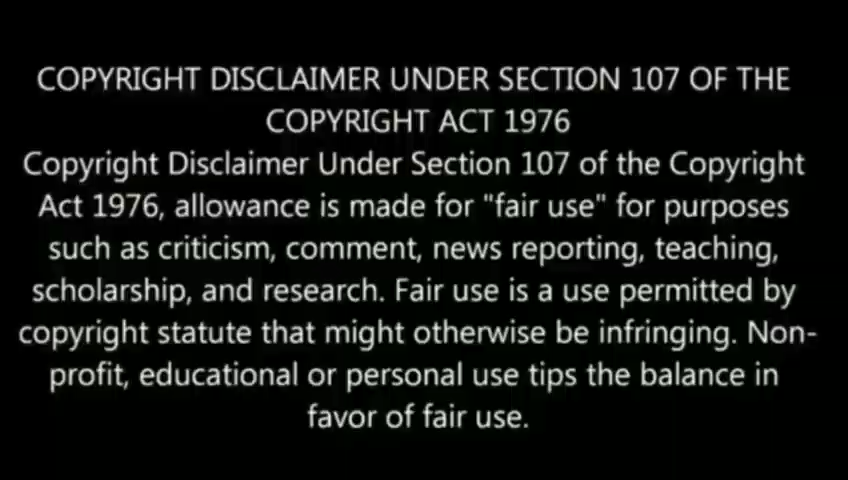 COPYRIGHT DISCLAIMER UNDER SECTION 107 OF THE
COPYRIGHT ACT 1976
Copyright Disclaimer Under Section 107 of the Copyright
Act 1976, allowance is made for "fair use" for purposes
such as criticism, comment, news reporting, teaching,
scholarship, and research. Fair use is a use permitted by
copyright statute that might otherwise be infringing. Non-
profit, educational or personal use tips the balance in
favor of fair use.